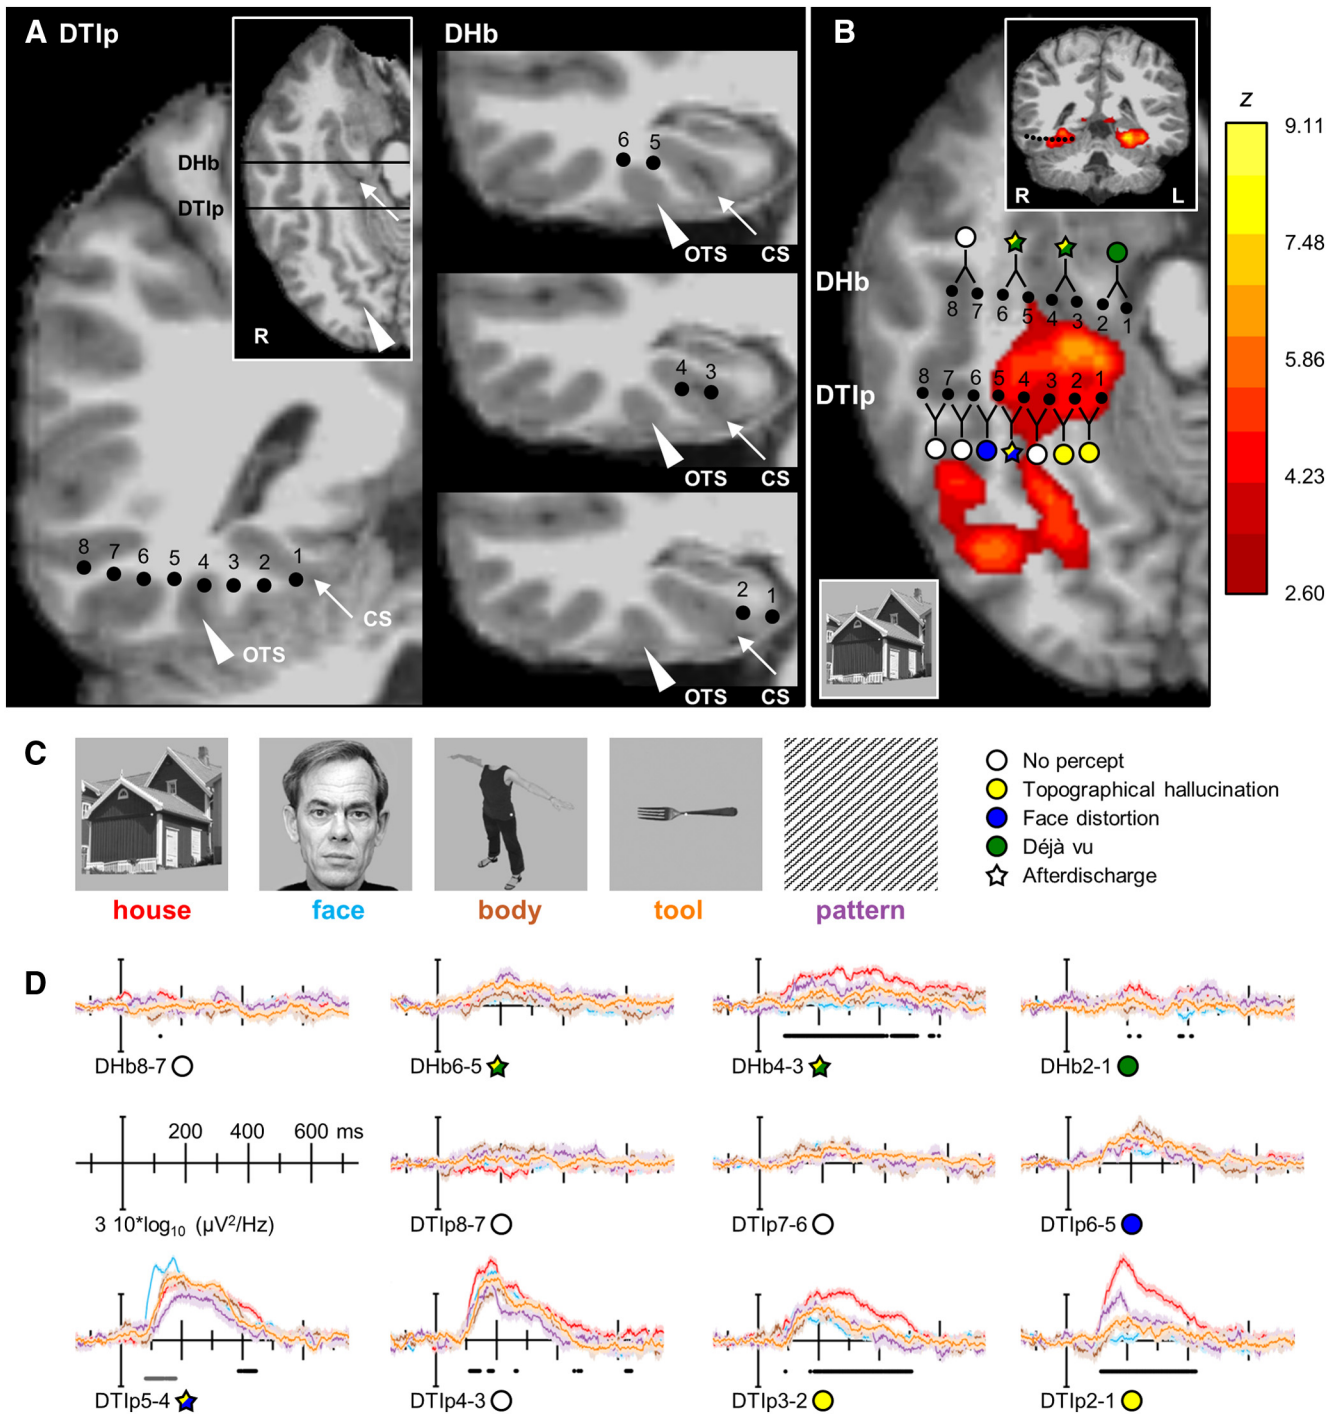 A DTIp
DHb
DTIp
R
8 7 6 5 4 3 2 1
CS
OTS
DHb
6 5
OTS CS
4 3
OTS CS
2 1
OTS CS
B
R L
DHb
8 7 6 5 4 3 2 1
DTIp
8 7 6 5 4 3 2 1
z
9.11
7.48
5.86
4.23
2.60
C
house face body tool pattern
No percept
Topographical hallucination
Face distortion
Déjà vu
Afterdischarge
D
DHb8-7 DHb6-5 DHb4-3 DHb2-1
200 400 600 ms
3 10*log₁₀ (µV²/Hz)
DTIp8-7 DTIp7-6 DTIp6-5
DTIp5-4 DTIp4-3 DTIp3-2 DTIp2-1